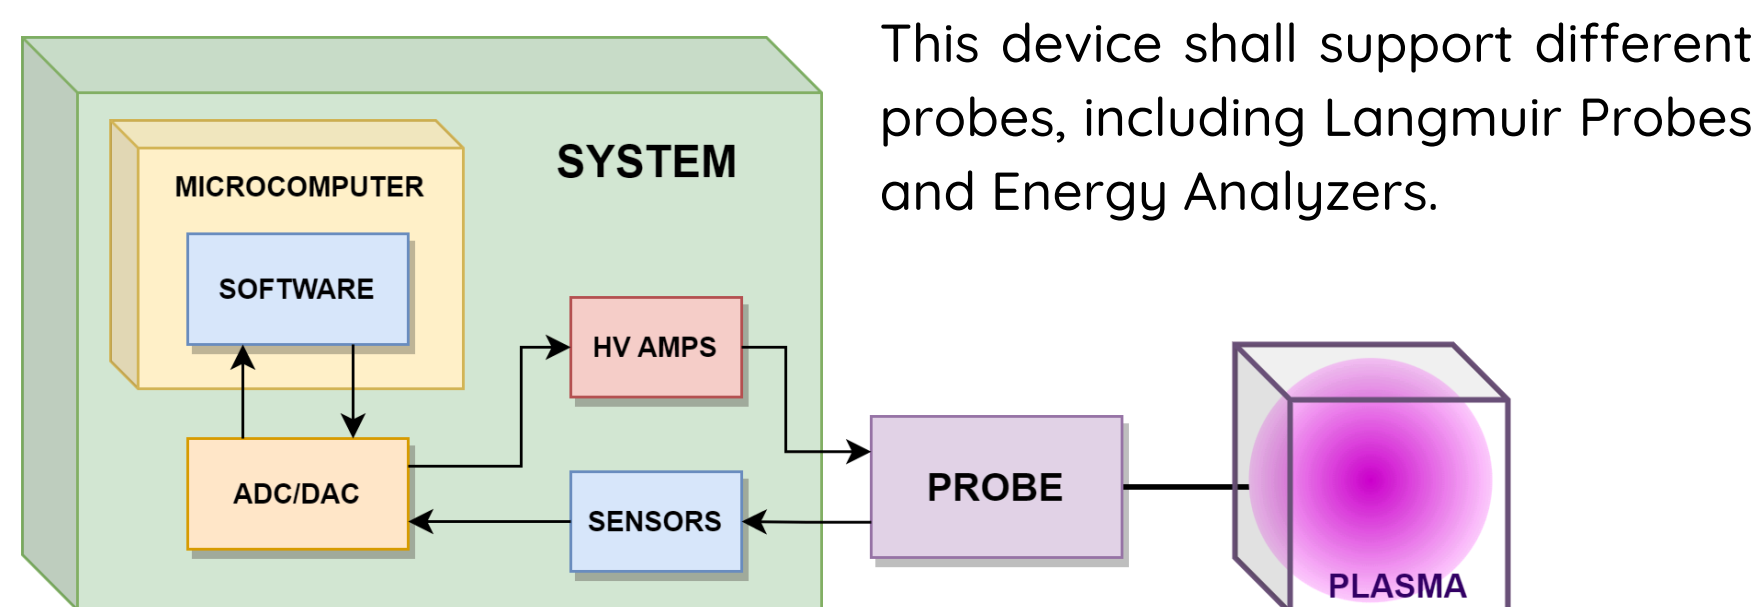 This device shall support different
probes, including Langmuir Probes
and Energy Analyzers.
SYSTEM
MICROCOMPUTER
SOFTWARE
HV AMPS
ADC/DAC
SENSORS
PROBE
PLASMA